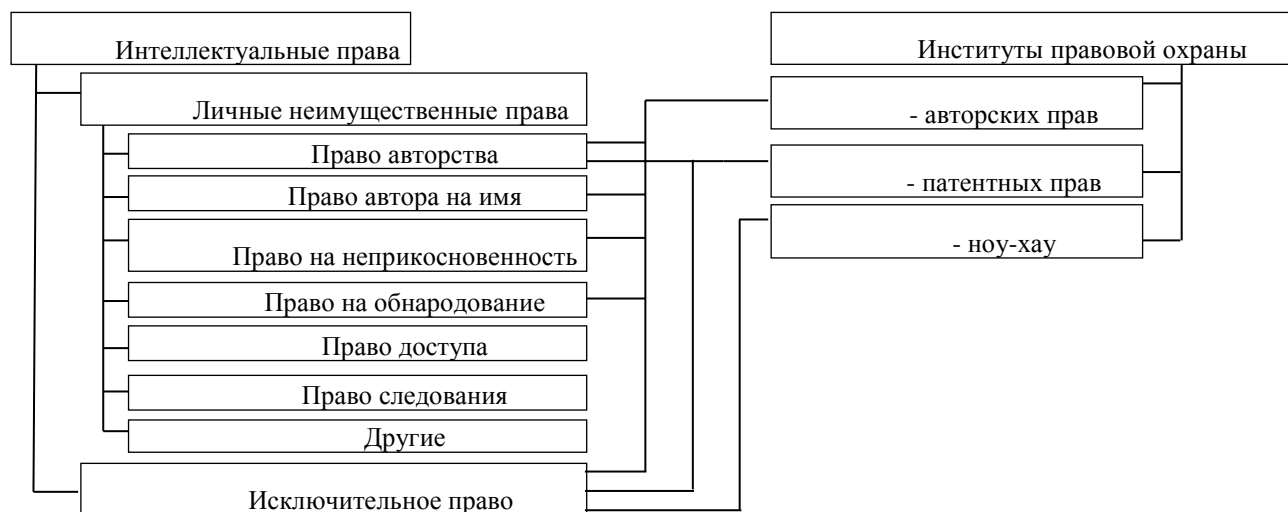 Интеллектуальные права
Личные неимущественные права
Право авторства
Право автора на имя
Право на неприкосновенность
Право на обнародование
Право доступа
Право следования
Другие
Исключительное право
Институты правовой охраны
- авторских прав
- патентных прав
- ноу-хау